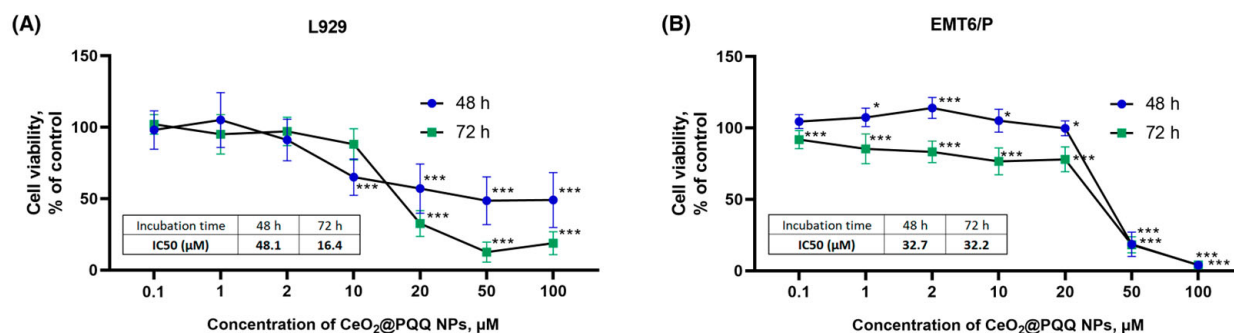 (A)
L929
Cell viability,
% of control
150
100
50
0
48 h
72 h
***
***
***
***
***
***
Incubation time 48 h 72 h
IC50 (µM) 48.1 16.4
0.1 1 2 10 20 50 100
Concentration of CeO₂@PQQ NPs, µM
(B)
EMT6/P
Cell viability,
% of control
150
100
50
0
48 h
72 h
*
***
*
*
***
***
***
***
***
***
***
***
***
Incubation time 48 h 72 h
IC50 (µM) 32.7 32.2
0.1 1 2 10 20 50 100
Concentration of CeO₂@PQQ NPs, µM